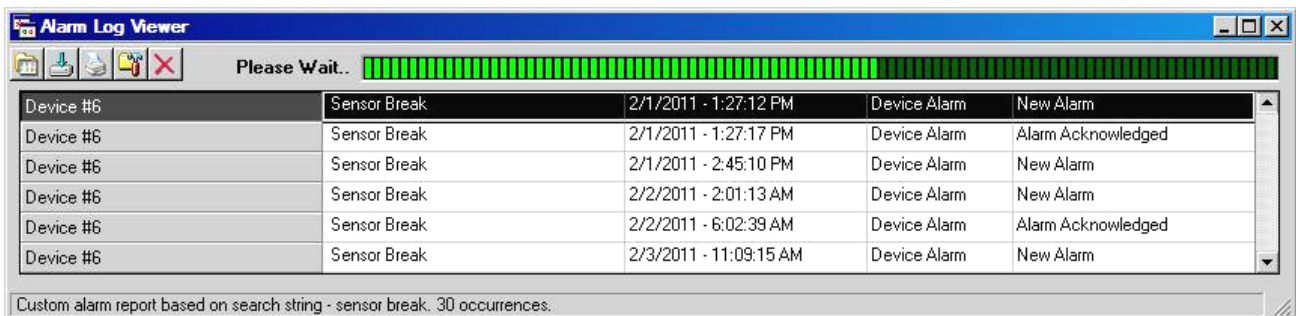 Alarm Log Viewer
Please Wait..
Device #6 Sensor Break 2/1/2011 - 1:27:12 PM Device Alarm New Alarm
Device #6 Sensor Break 2/1/2011 - 1:27:17 PM Device Alarm Alarm Acknowledged
Device #6 Sensor Break 2/1/2011 - 2:45:10 PM Device Alarm New Alarm
Device #6 Sensor Break 2/2/2011 - 2:01:13 AM Device Alarm New Alarm
Device #6 Sensor Break 2/2/2011 - 6:02:39 AM Device Alarm Alarm Acknowledged
Device #6 Sensor Break 2/3/2011 - 11:09:15 AM Device Alarm New Alarm
Custom alarm report based on search string - sensor break. 30 occurrences.